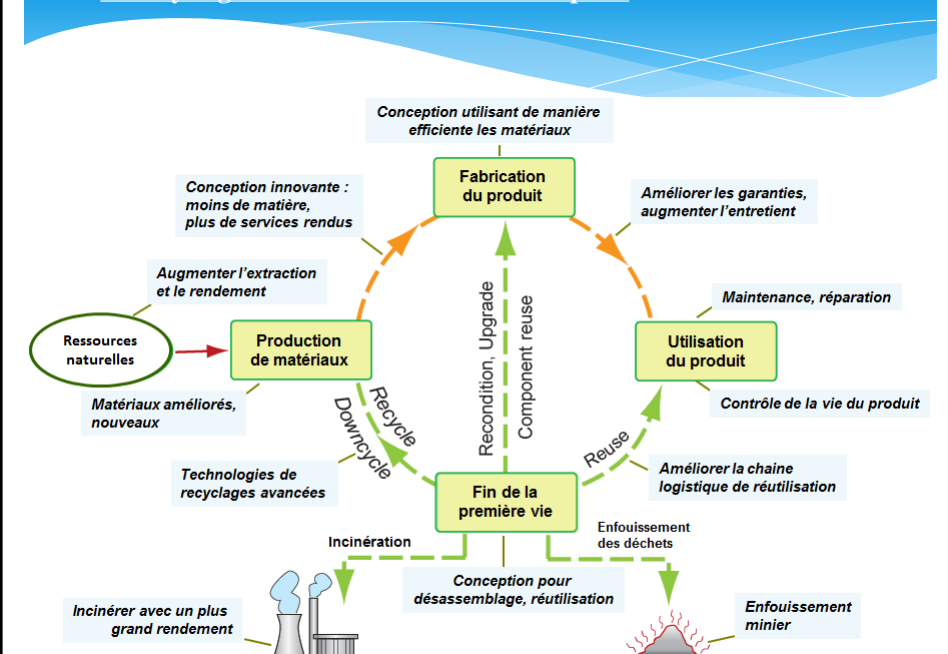 Conception utilisant de manière
efficiente les matériaux
Fabrication
du produit
Conception innovante :
moins de matière,
plus de services rendus
Améliorer les garanties,
augmenter l'entretient
Augmenter l'extraction
et le rendement
Maintenance, réparation
Ressources
naturelles
Production
de matériaux
Recondition, Upgrade
Component reuse
Utilisation
du produit
Matériaux améliorés,
nouveaux
Recycle
Downcycle
Reuse
Contrôle de la vie du produit
Technologies de
recyclages avancées
Fin de la
première vie
Améliorer la chaine
logistique de réutilisation
Incinération
Enfouissement
des déchets
Conception pour
désassemblage, réutilisation
Incinérer avec un plus
grand rendement
Enfouissement
minier